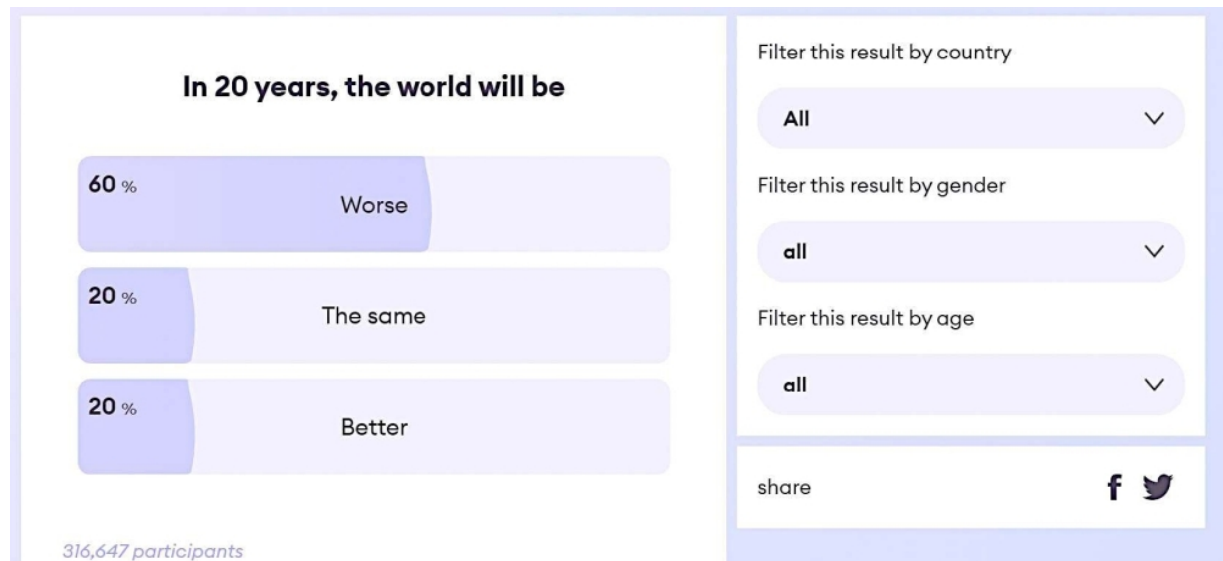 In 20 years, the world will be
60 %
Worse
20 %
The same
20 %
Better
316,647 participants
Filter this result by country
All
Filter this result by gender
all
Filter this result by age
all
share